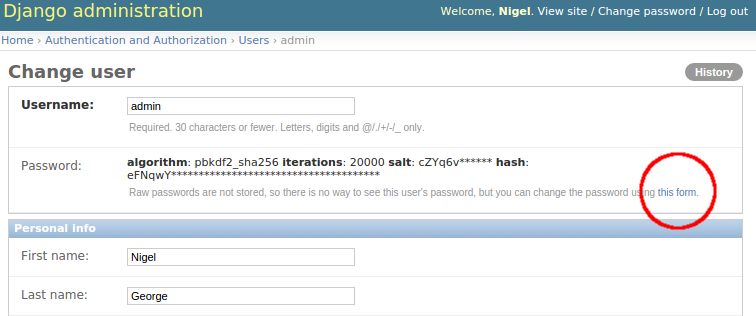 Django administration
Welcome, Nigel. View site / Change password / Log out
Home › Authentication and Authorization › Users › admin
Change user
History
Username:
admin
Required. 30 characters or fewer. Letters, digits and @/./+/-/_ only.
Password:
algorithm: pbkdf2_sha256 iterations: 20000 salt: cZYq6v****** hash:
eFNqwY**************************************
Raw passwords are not stored, so there is no way to see this user's password, but you can change the password using this form.
Personal info
First name:
Nigel
Last name:
George